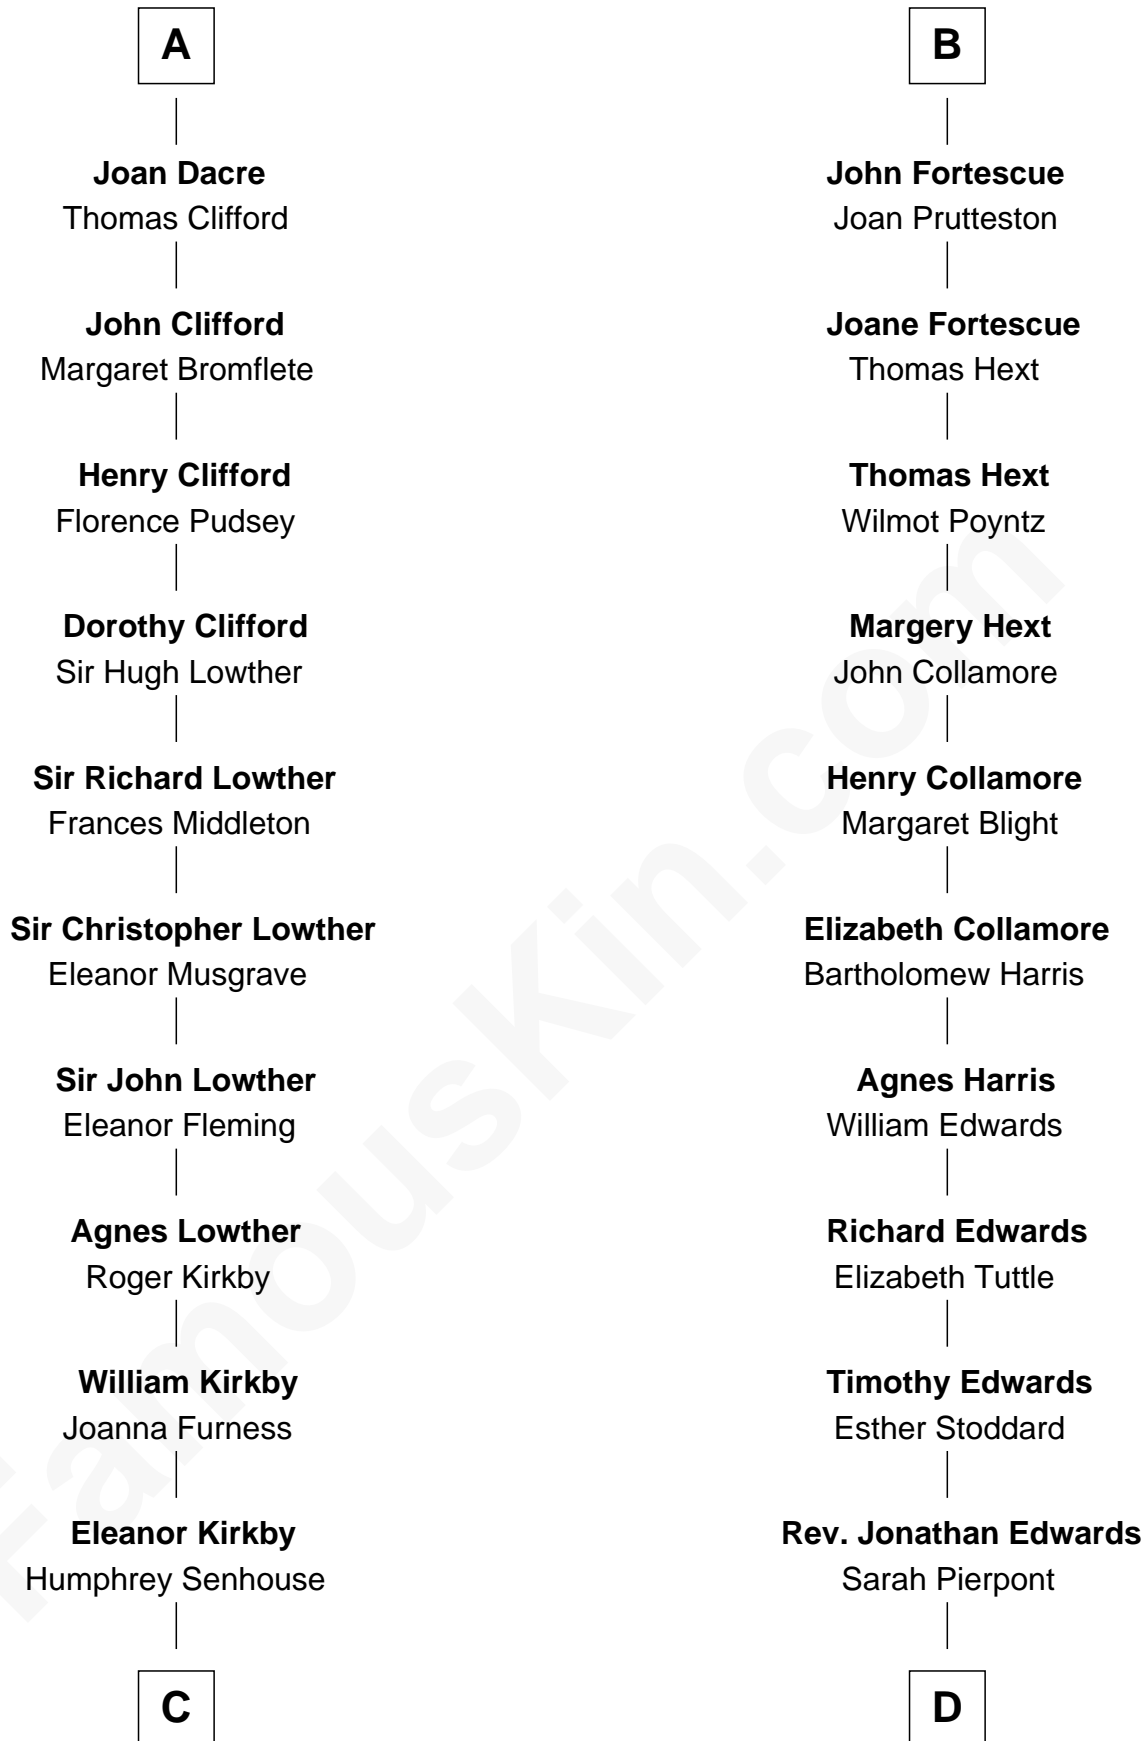 A
Joan Dacre
Thomas Clifford
John Clifford
Margaret Bromflete
Henry Clifford
Florence Pudsey
Dorothy Clifford
Sir Hugh Lowther
Sir Richard Lowther
Frances Middleton
Sir Christopher Lowther
Eleanor Musgrave
Sir John Lowther
Eleanor Fleming
Agnes Lowther
Roger Kirkby
William Kirkby
Joanna Furness
Eleanor Kirkby
Humphrey Senhouse
C
B
John Fortescue
Joan Prutteston
Joane Fortescue
Thomas Hext
Thomas Hext
Wilmot Poyntz
Margery Hext
John Collamore
Henry Collamore
Margaret Blight
Elizabeth Collamore
Bartholomew Harris
Agnes Harris
William Edwards
Richard Edwards
Elizabeth Tuttle
Timothy Edwards
Esther Stoddard
Rev. Jonathan Edwards
Sarah Pierpont
D
FamousKin.com